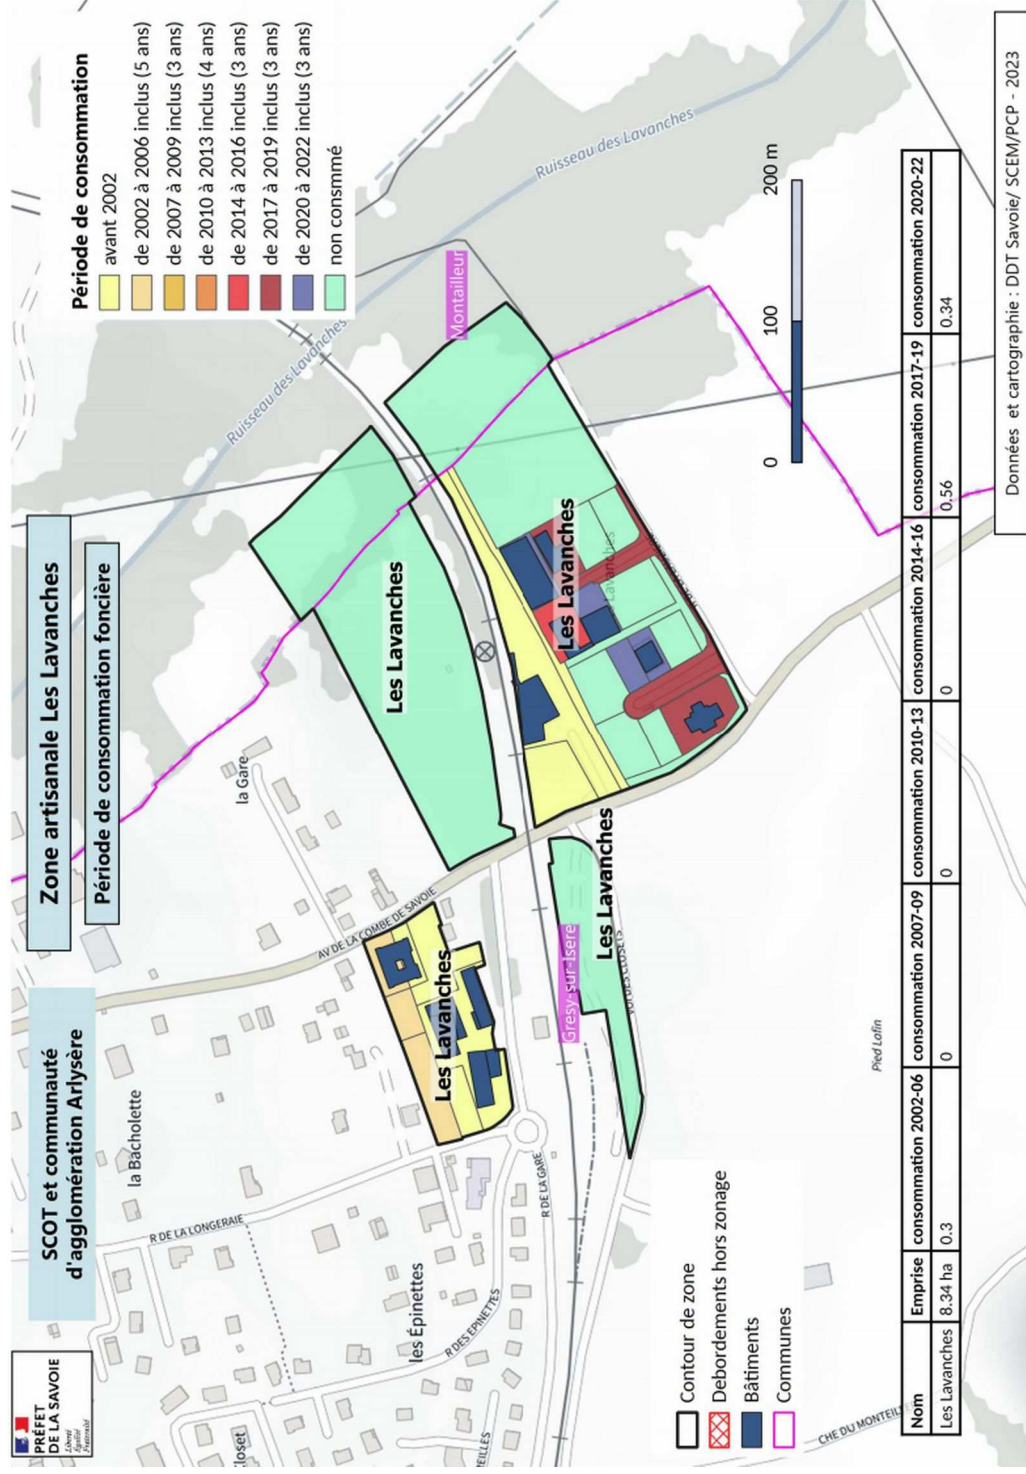 PRÉFET
DE LA SAVOIE
Liberté
Égalité
Fraternité
SCOT et communauté
d'agglomération Arlysère
Zone artisanale Les Lavanches
Période de consommation foncière
Période de consommation
avant 2002
de 2002 à 2006 inclus (5 ans)
de 2007 à 2009 inclus (3 ans)
de 2010 à 2013 inclus (4 ans)
de 2014 à 2016 inclus (3 ans)
de 2017 à 2019 inclus (3 ans)
de 2020 à 2022 inclus (3 ans)
non consmmé
Ruisseau des Lavanches
Ruisseau des Lavanches
Montailleur
la Bacholette
la Gare
R DE LA LONGERAIE
AV DE LA COMBE DE SAVOIE
Les Lavanches
Les Lavanches
Les Lavanches
Lavanches
Les Lavanches
Gresy-sur-Isere
les Épinettes
R DES EPINETTES
R DE LA GARE
Closet
EILLES
Pied Lafin
CHE DU MONTEIL
0
100
200 m
Contour de zone
Debordements hors zonage
Bâtiments
Communes
Nom Emprise consommation 2002-06 consommation 2007-09 consommation 2010-13 consommation 2014-16 consommation 2017-19 consommation 2020-22
Les Lavanches 8.34 ha 0.3 0 0 0 0.56 0.34
Données et cartographie : DDT Savoie/ SCEM/PCP - 2023